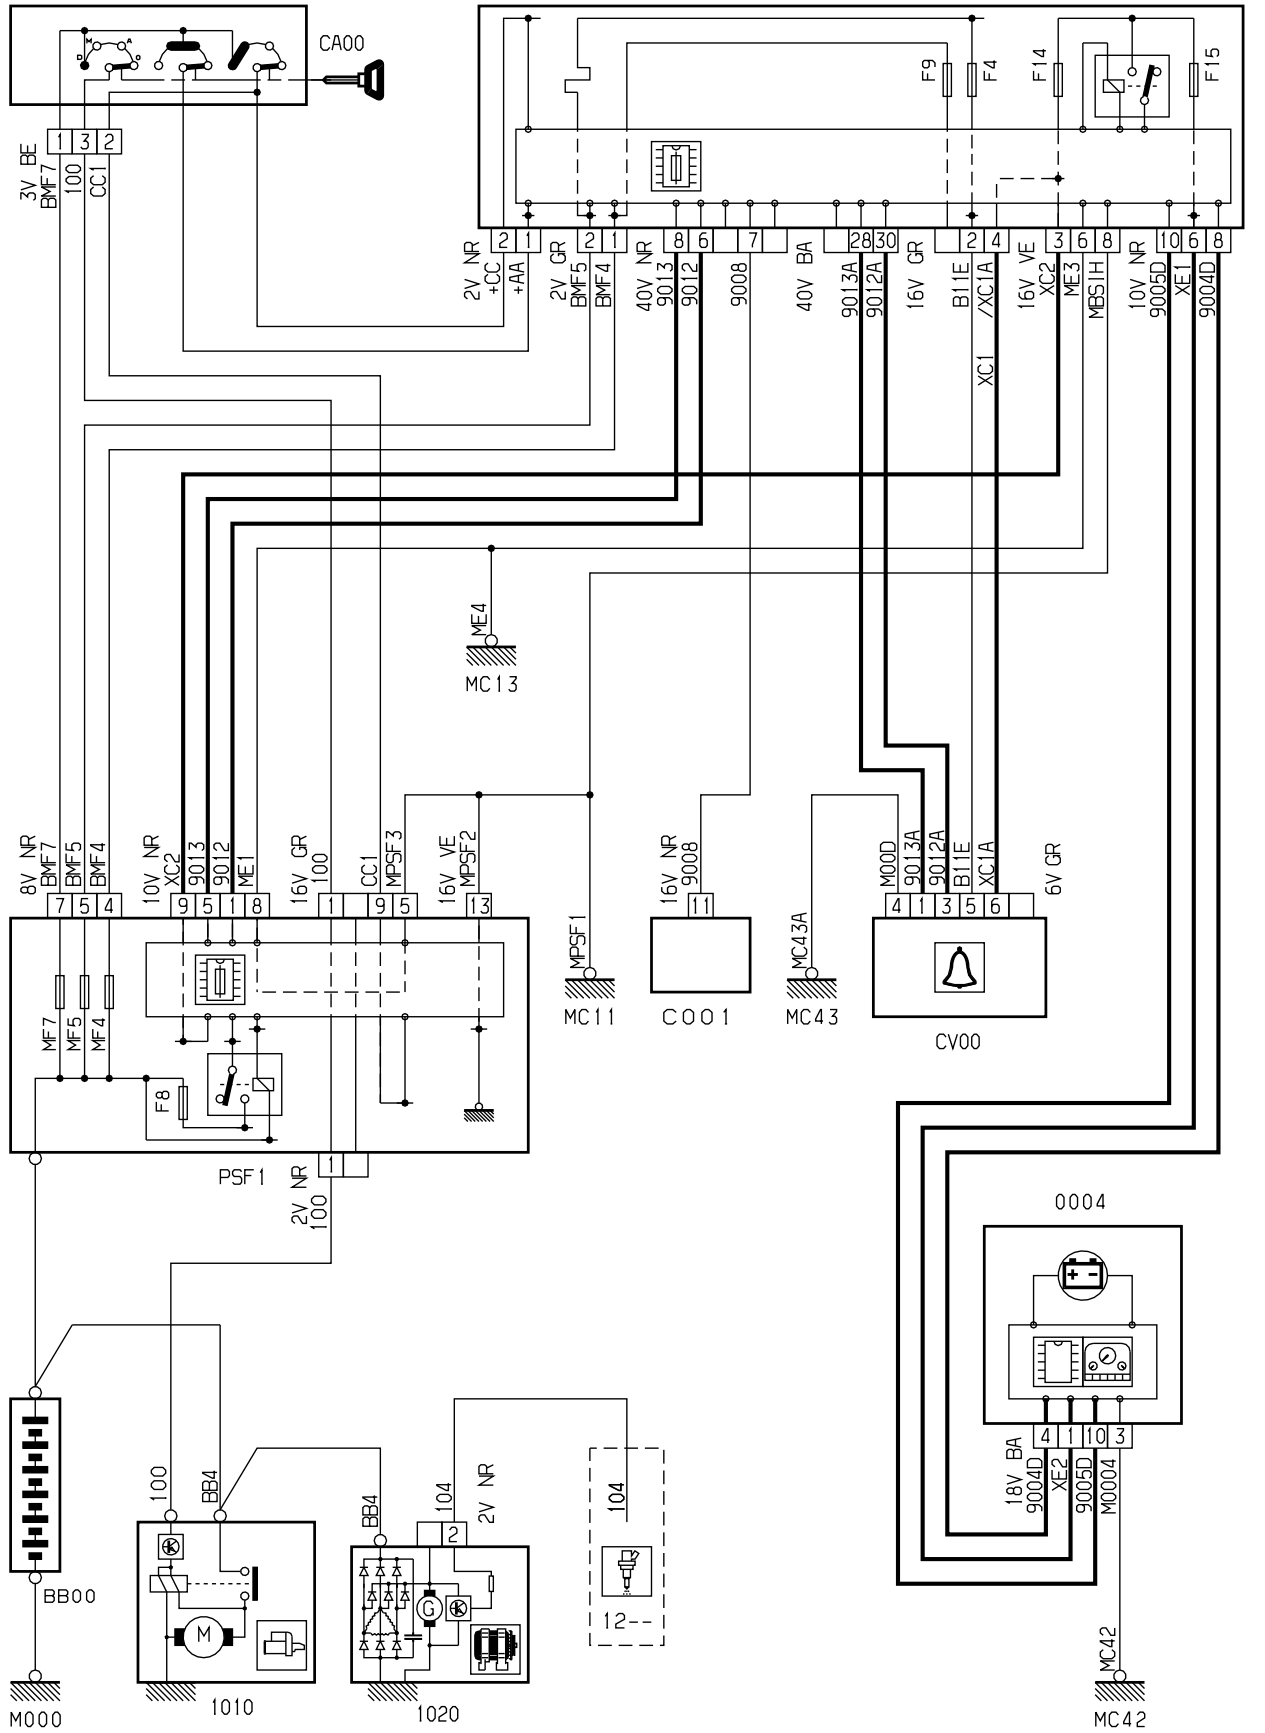 CA00
M A
D O
1 3 2
3V BE
BMF7
100
CC1
F9
F4
F14
F15
2 1
2 1
8 6 7
28 30
2 4
3 6 8
10 6 8
2V NR
+CC
+AA
2V GR
BMF5
BMF4
40V NR
9013
9012
9008
40V BA
9013A
9012A
16V GR
B11E
/XC1A
XC1
16V VE
XC2
ME3
MBS1H
10V NR
9005D
XE1
9004D
ME4
MC13
8V NR
BMF7
BMF5
BMF4
10V NR
XC2
9013
9012
ME1
16V GR
100
CC1
MPSF3
16V VE
MPSF2
7 5 4
9 5 1 8
1 9 5
13
MF7
MF5
MF4
F8
PSF1
1
2V NR
100
MPSF1
MC11
16V NR
9008
11
C001
MC43A
MC43
M00D
9013A
9012A
B11E
XC1A
6V GR
4 1 3 5 6
CV00
0004
+ -
4 1 10 3
18V BA
9004D
XE2
9005D
M0004
MC42
MC42
BB00
M000
100
BB4
M
1010
BB4
104
2V NR
2
G
1020
104
12--